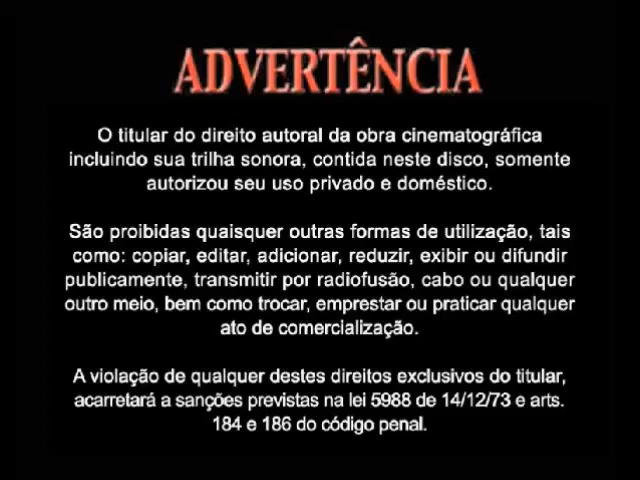 ADVERTÊNCIA
O titular do direito autoral da obra cinematográfica
incluindo sua trilha sonora, contida neste disco, somente
autorizou seu uso privado e doméstico.
São proibidas quaisquer outras formas de utilização, tais
como: copiar, editar, adicionar, reduzir, exibir ou difundir
publicamente, transmitir por radiofusão, cabo ou qualquer
outro meio, bem como trocar, emprestar ou praticar qualquer
ato de comercialização.
A violação de qualquer destes direitos exclusivos do titular,
acarretará a sanções previstas na lei 5988 de 14/12/73 e arts.
184 e 186 do código penal.